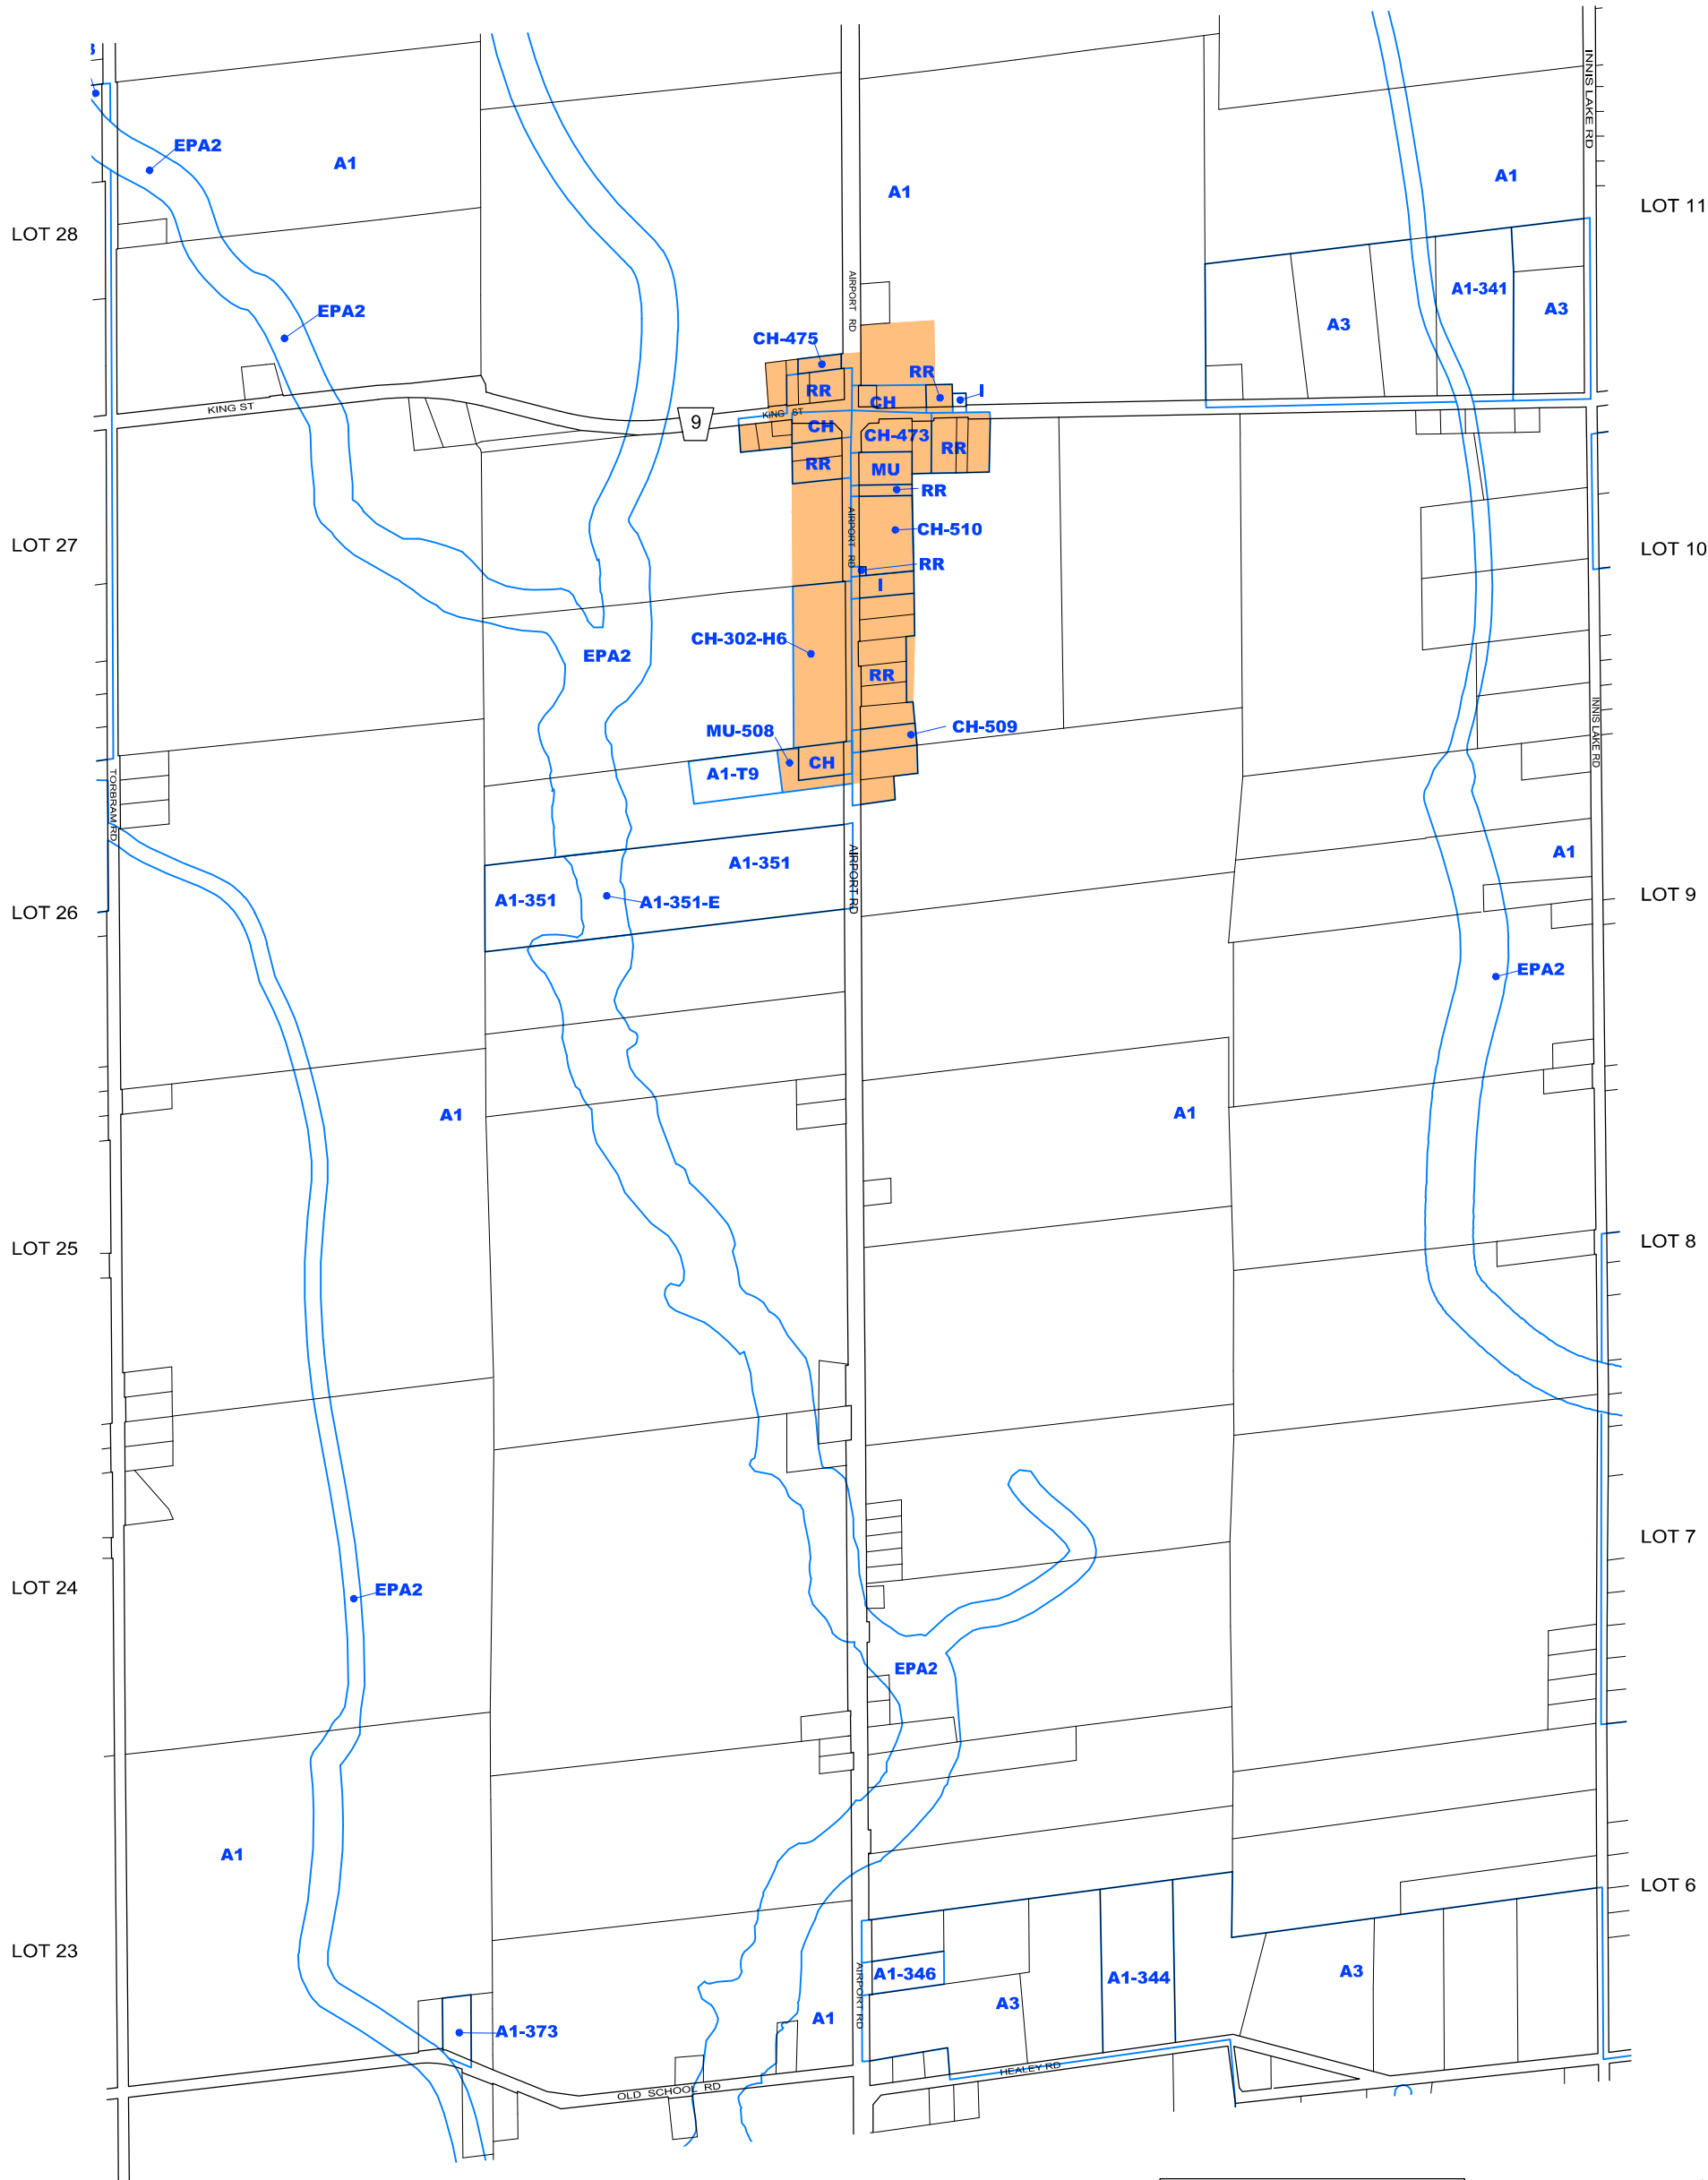 3
INNIS LAKE RD
EPA2
A1
A1
A1
LOT 11
LOT 28
AIRPORT RD
A1-341
EPA2
A3
A3
CH-475
RR
I
RR
CH
KING ST
KING ST
9
CH
CH-473
RR
RR
MU
RR
AIRPORT RD
CH-510
LOT 27
LOT 10
RR
I
CH-302-H6
EPA2
RR
INNIS LAKE RD
MU-508
CH-509
CH
A1-T9
TORBRAM RD
A1-351
A1
AIRPORT RD
A1-351
A1-351-E
LOT 9
LOT 26
EPA2
A1
A1
LOT 25
LOT 8
LOT 7
LOT 24
EPA2
EPA2
A1
LOT 6
LOT 23
A1-346
A1-344
A3
AIRPORT RD
A3
A1
A1-373
HEALEY RD
OLD SCHOOL RD